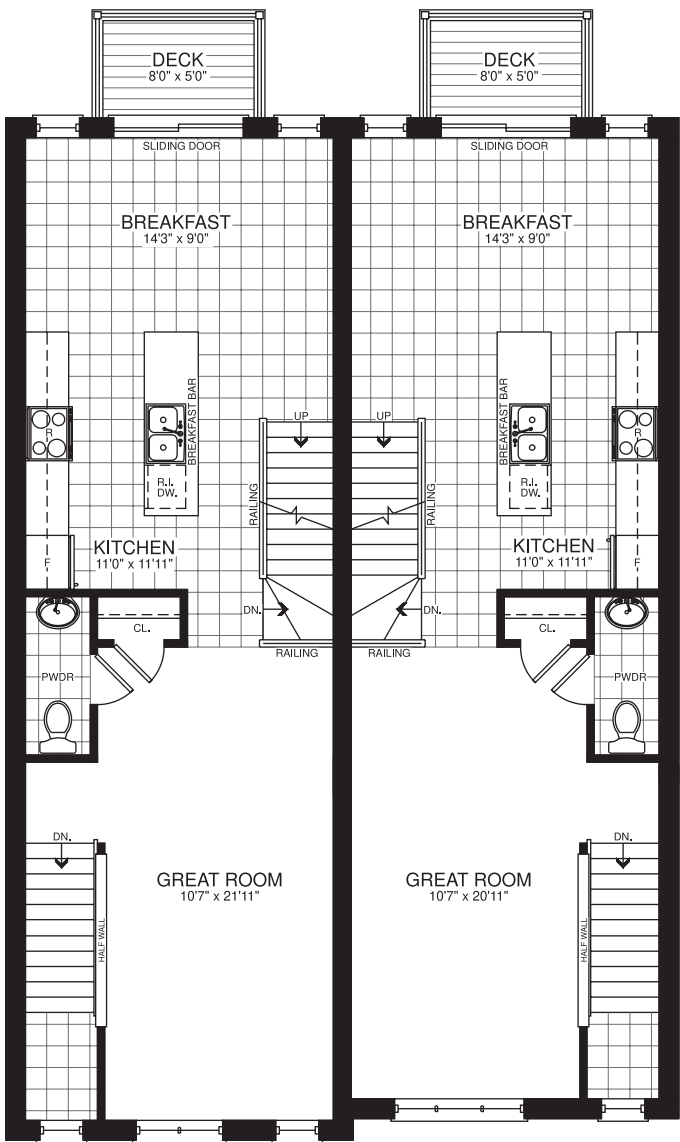 DECK
8'0" x 5'0"
DECK
8'0" x 5'0"
SLIDING DOOR
SLIDING DOOR
BREAKFAST
14'3" x 9'0"
BREAKFAST
14'3" x 9'0"
BREAKFAST BAR
BREAKFAST BAR
R
R
UP
UP
R.I.
DW.
R.I.
DW.
RAILING
RAILING
KITCHEN
11'0" x 11'11"
KITCHEN
11'0" x 11'11"
F
F
DN.
DN.
CL.
CL.
RAILING
RAILING
PWDR
PWDR
DN.
DN.
GREAT ROOM
10'7" x 21'11"
GREAT ROOM
10'7" x 20'11"
HALF WALL
HALF WALL